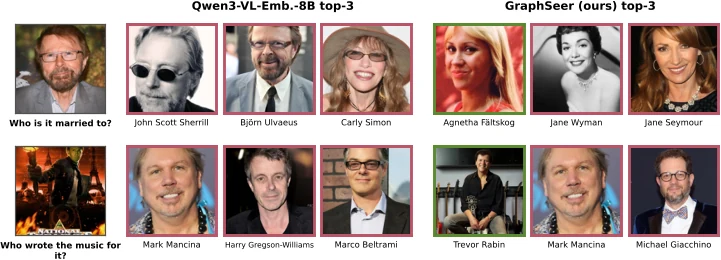 Qwen3-VL-Emb.-8B top-3
GraphSeer (ours) top-3
Who is it married to?
John Scott Sherrill
Björn Ulvaeus
Carly Simon
Agnetha Fältskog
Jane Wyman
Jane Seymour
NATIONAL
Who wrote the music for
it?
Mark Mancina
Harry Gregson-Williams
Marco Beltrami
Trevor Rabin
Mark Mancina
Michael Giacchino